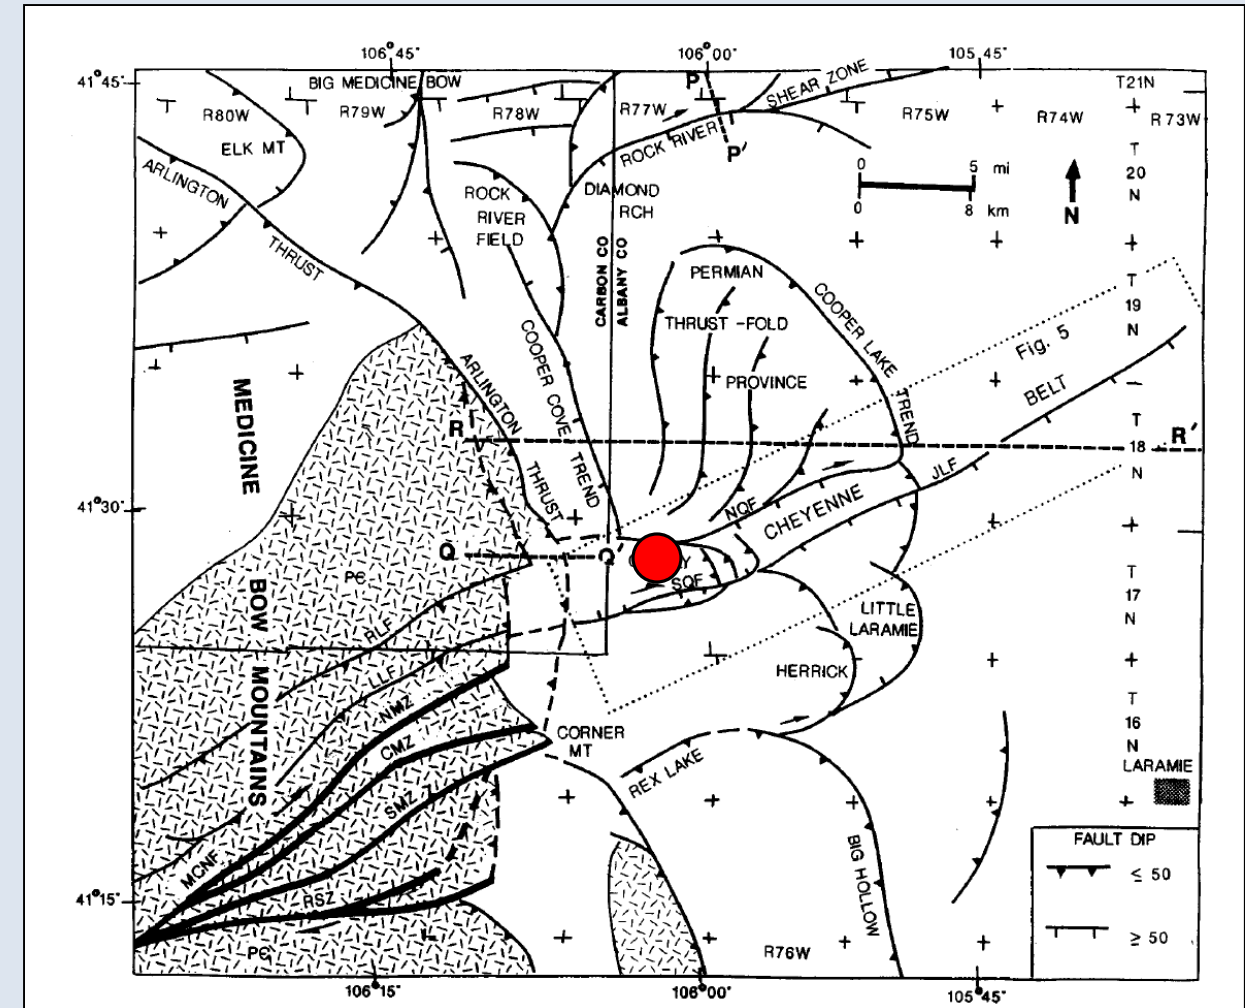 106°45'
106°00'
105°45'
41°45'
BIG MEDICINE BOW
P
SHEAR ZONE
T21N
R80W
R79W
R78W
R77W
R75W
R74W
R73W
ROCK RIVER
P'
ELK MT
ARLINGTON
THRUST
ROCK
RIVER
FIELD
DIAMOND
RCH
0
5 mi
0
8 km
N
T
20
N
CARBON CO
ALBANY CO
PERMIAN
THRUST-FOLD
PROVINCE
COOPER LAKE
TREND
T
19
N
Fig. 5
BELT
COOPER COVE
TREND
ARLINGTON
THRUST
MEDICINE
R
R'
T
18
N
41°30'
NQF
CHEYENNE
JLF
Q
Q
SQF
PЄ
BOW
MOUNTAINS
RLF
LLF
NMZ
CMZ
SMZ
MCNF
RSZ
PЄ
T
17
N
LITTLE
LARAMIE
HERRICK
CORNER
MT
REX LAKE
T
16
N
LARAMIE
BIG HOLLOW
41°15'
R76W
FAULT DIP
≤ 50
≥ 50
106°15'
106°00'
105°45'